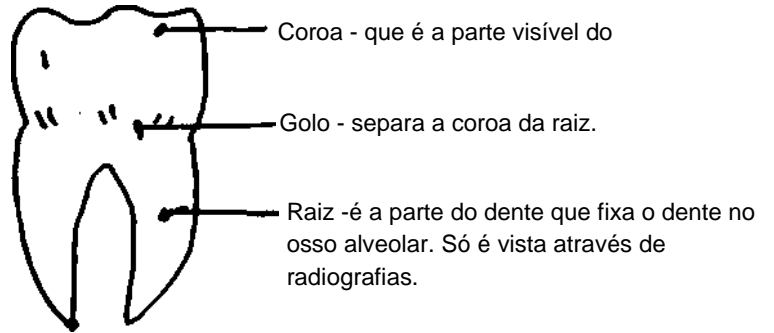 Coroa - que é a parte visível do
Golo - separa a coroa da raiz.
Raiz -é a parte do dente que fixa o dente no
osso alveolar. Só é vista através de
radiografias.